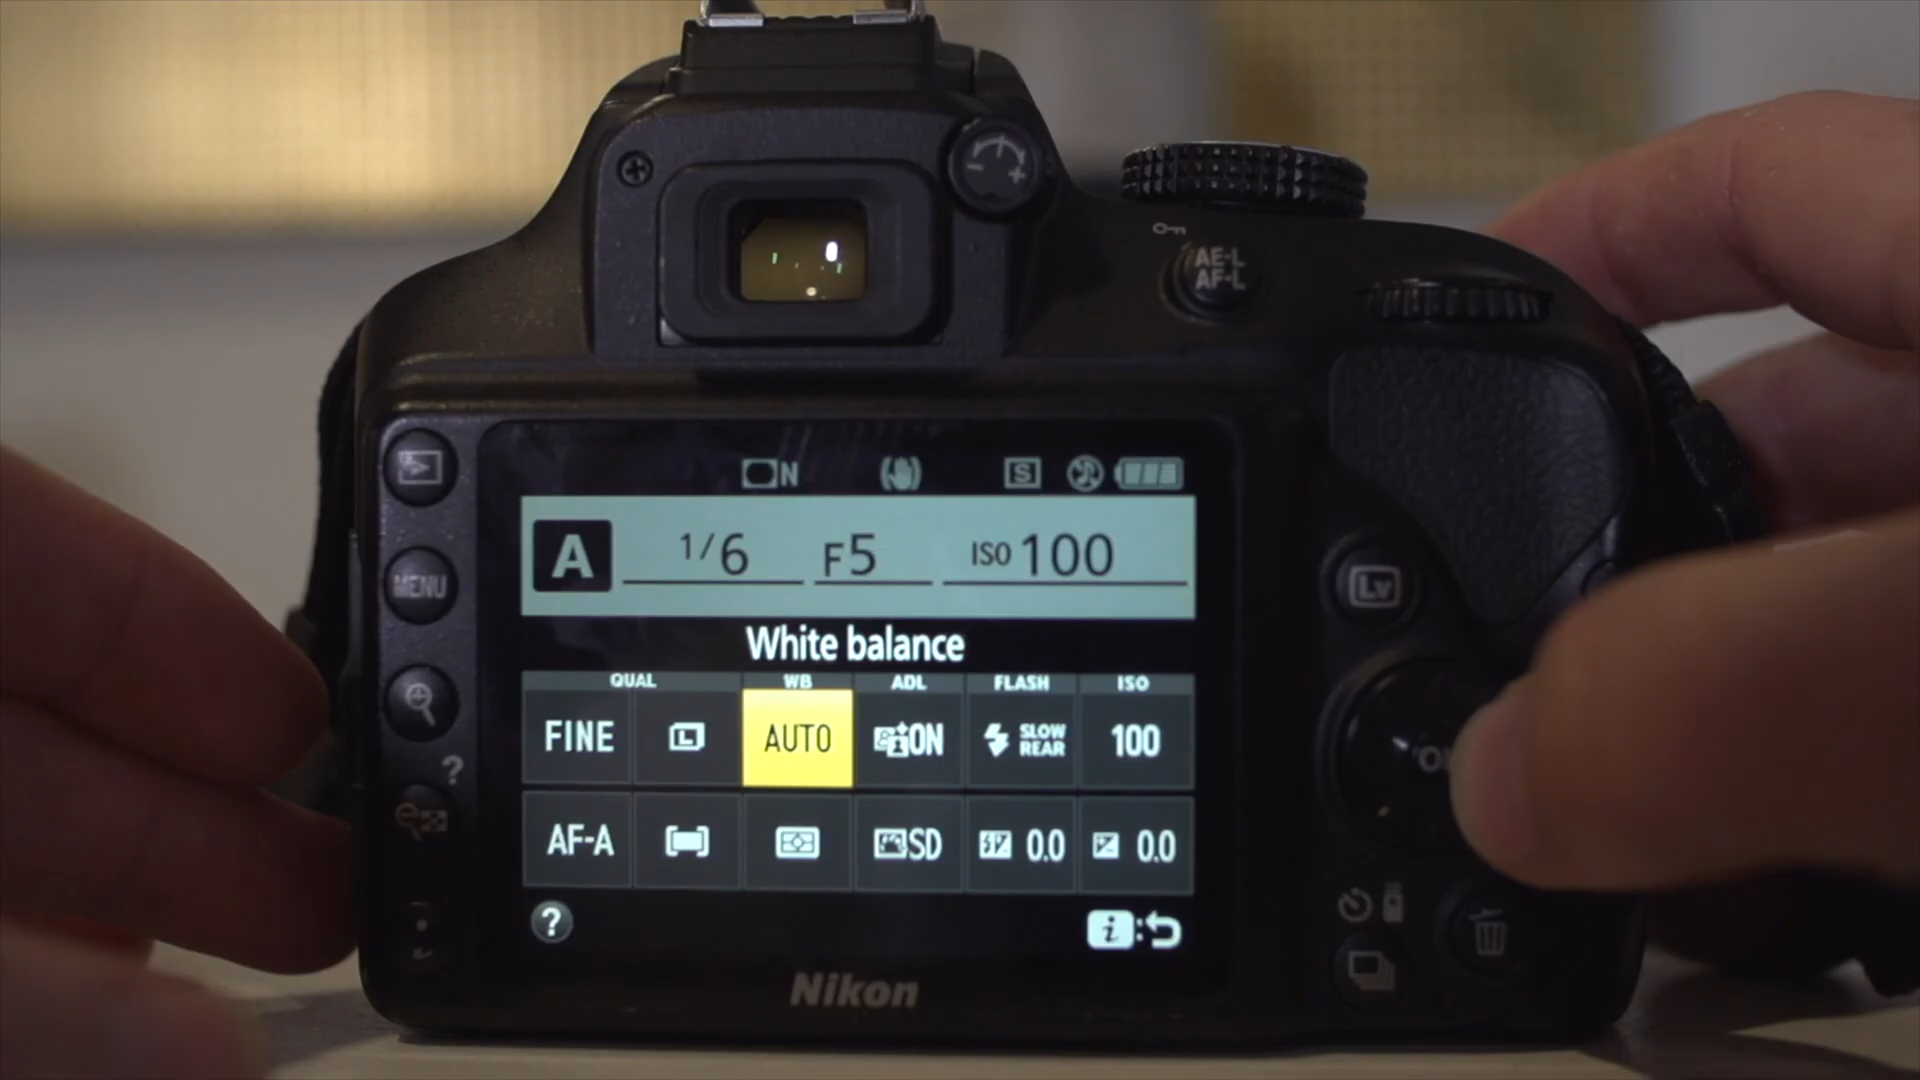 AE-L
AF-L
N S
A 1/6 F5 ISO 100
MENU
Lv
White balance
QUAL WB ADL FLASH ISO
FINE L AUTO ON SLOW REAR 100
?
AF-A SD 0.0 0.0
? i:
Nikon